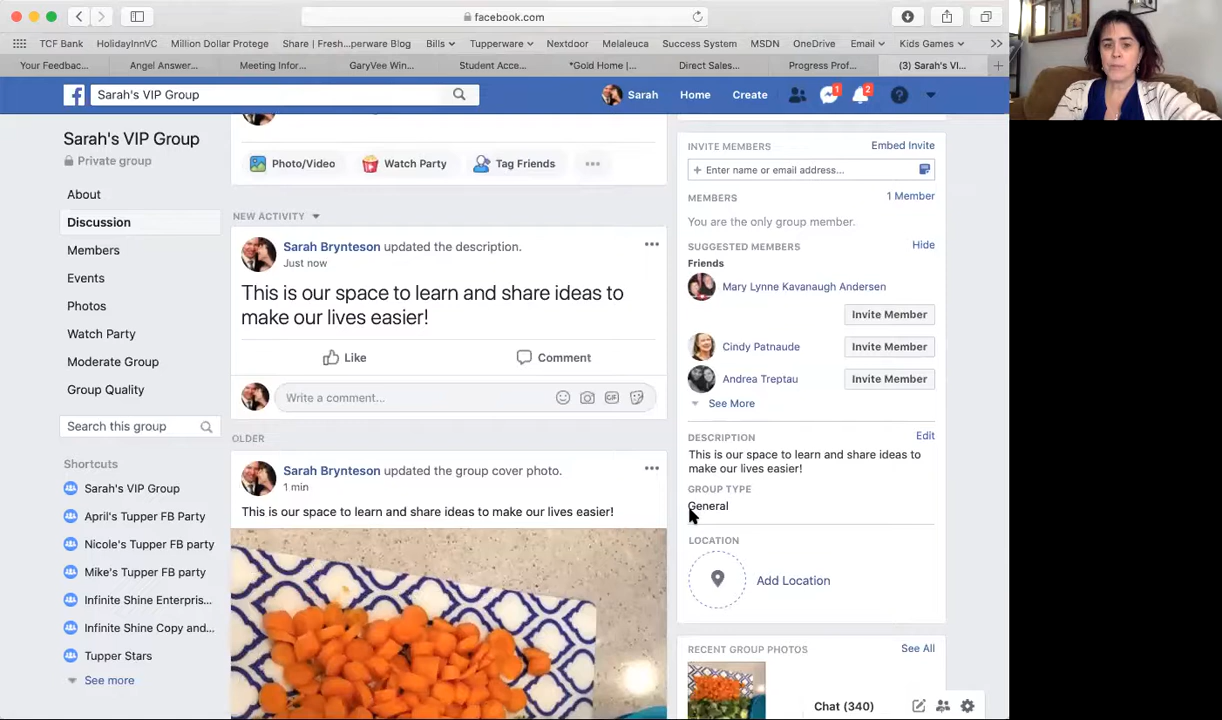 facebook.com
TCF Bank HolidayInnVC Million Dollar Protege Share | Fresh...perware Blog Bills Tupperware Nextdoor Melaleuca Success System MSDN OneDrive Email Kids Games
Your Feedbac... Angel Answer... Meeting Infor... GaryVee Win... Student Acce... *Gold Home |... Direct Sales... Progress Prof... (3) Sarah's VI...
Sarah's VIP Group
Sarah Home Create 1 2
Sarah's VIP Group
Private group
About
Discussion
Members
Events
Photos
Watch Party
Moderate Group
Group Quality
Search this group
Shortcuts
Sarah's VIP Group
April's Tupper FB Party
Nicole's Tupper FB party
Mike's Tupper FB party
Infinite Shine Enterpris...
Infinite Shine Copy and...
Tupper Stars
See more
Photo/Video Watch Party Tag Friends
NEW ACTIVITY
Sarah Brynteson updated the description.
Just now
This is our space to learn and share ideas to
make our lives easier!
Like Comment
Write a comment... GIF
OLDER
Sarah Brynteson updated the group cover photo.
1 min
This is our space to learn and share ideas to make our lives easier!
INVITE MEMBERS Embed Invite
+ Enter name or email address...
MEMBERS 1 Member
You are the only group member.
SUGGESTED MEMBERS Hide
Friends
Mary Lynne Kavanaugh Andersen
Invite Member
Cindy Patnaude Invite Member
Andrea Treptau Invite Member
See More
DESCRIPTION Edit
This is our space to learn and share ideas to
make our lives easier!
GROUP TYPE
General
LOCATION
Add Location
RECENT GROUP PHOTOS See All
Chat (340)